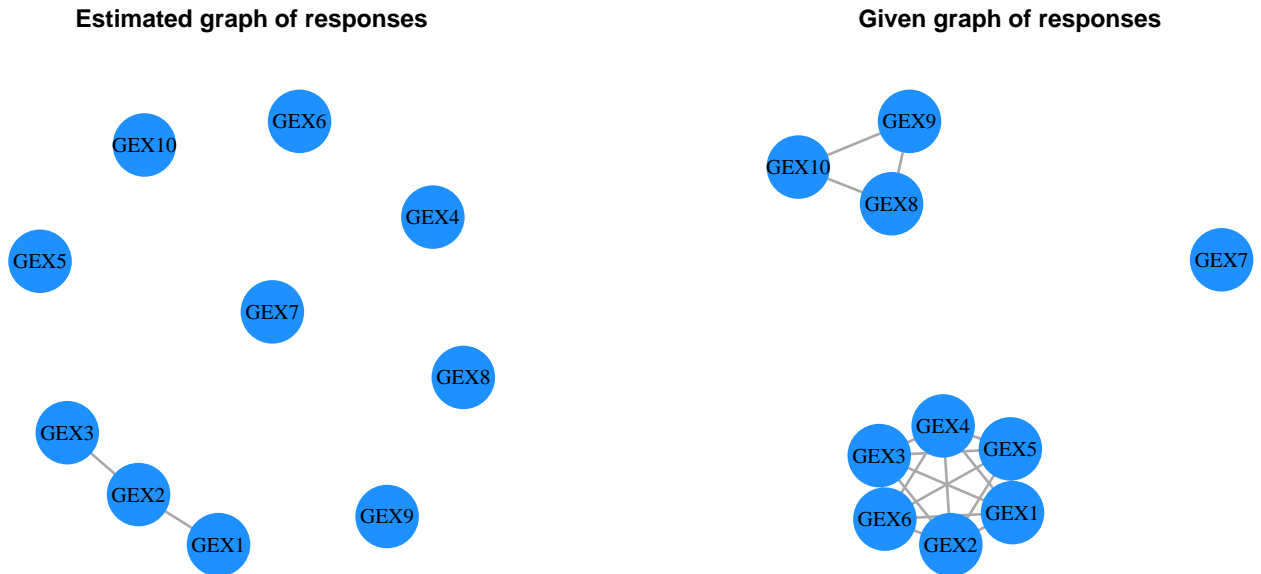 Estimated graph of responses
GEX6
GEX10
GEX4
GEX5
GEX7
GEX8
GEX3
GEX2
GEX9
GEX1
Given graph of responses
GEX9
GEX10
GEX8
GEX7
GEX4
GEX5
GEX3
GEX1
GEX6
GEX2